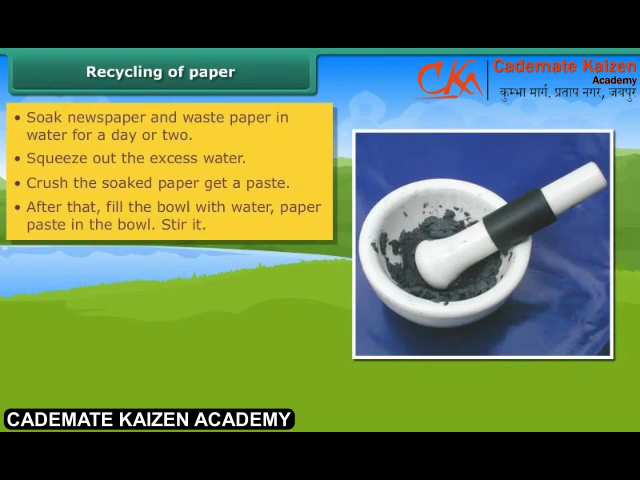 Recycling of paper
Cademate Kaizen
Academy
CKA
कुम्भा मार्ग, प्रताप नगर, जयपुर
• Soak newspaper and waste paper in
water for a day or two.
• Squeeze out the excess water.
• Crush the soaked paper get a paste.
• After that, fill the bowl with water, paper
paste in the bowl. Stir it.
CADEMATE KAIZEN ACADEMY